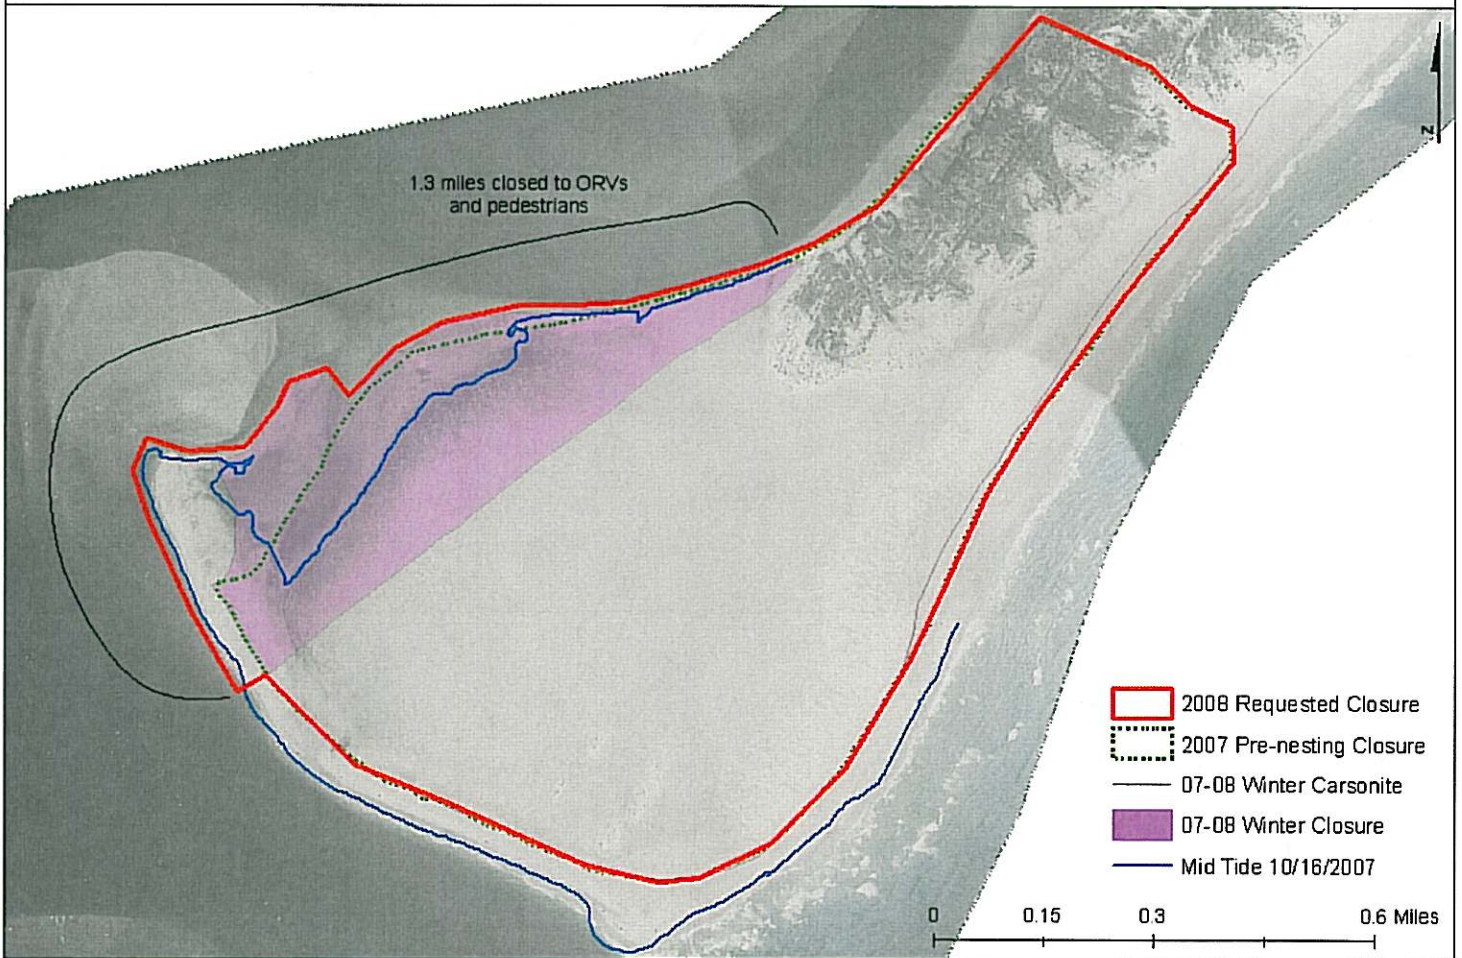 1.3 miles closed to ORVs
and pedestrians
N
2008 Requested Closure
2007 Pre-nesting Closure
07-08 Winter Carsonite
07-08 Winter Closure
Mid Tide 10/16/2007
0 0.15 0.3 0.6 Miles